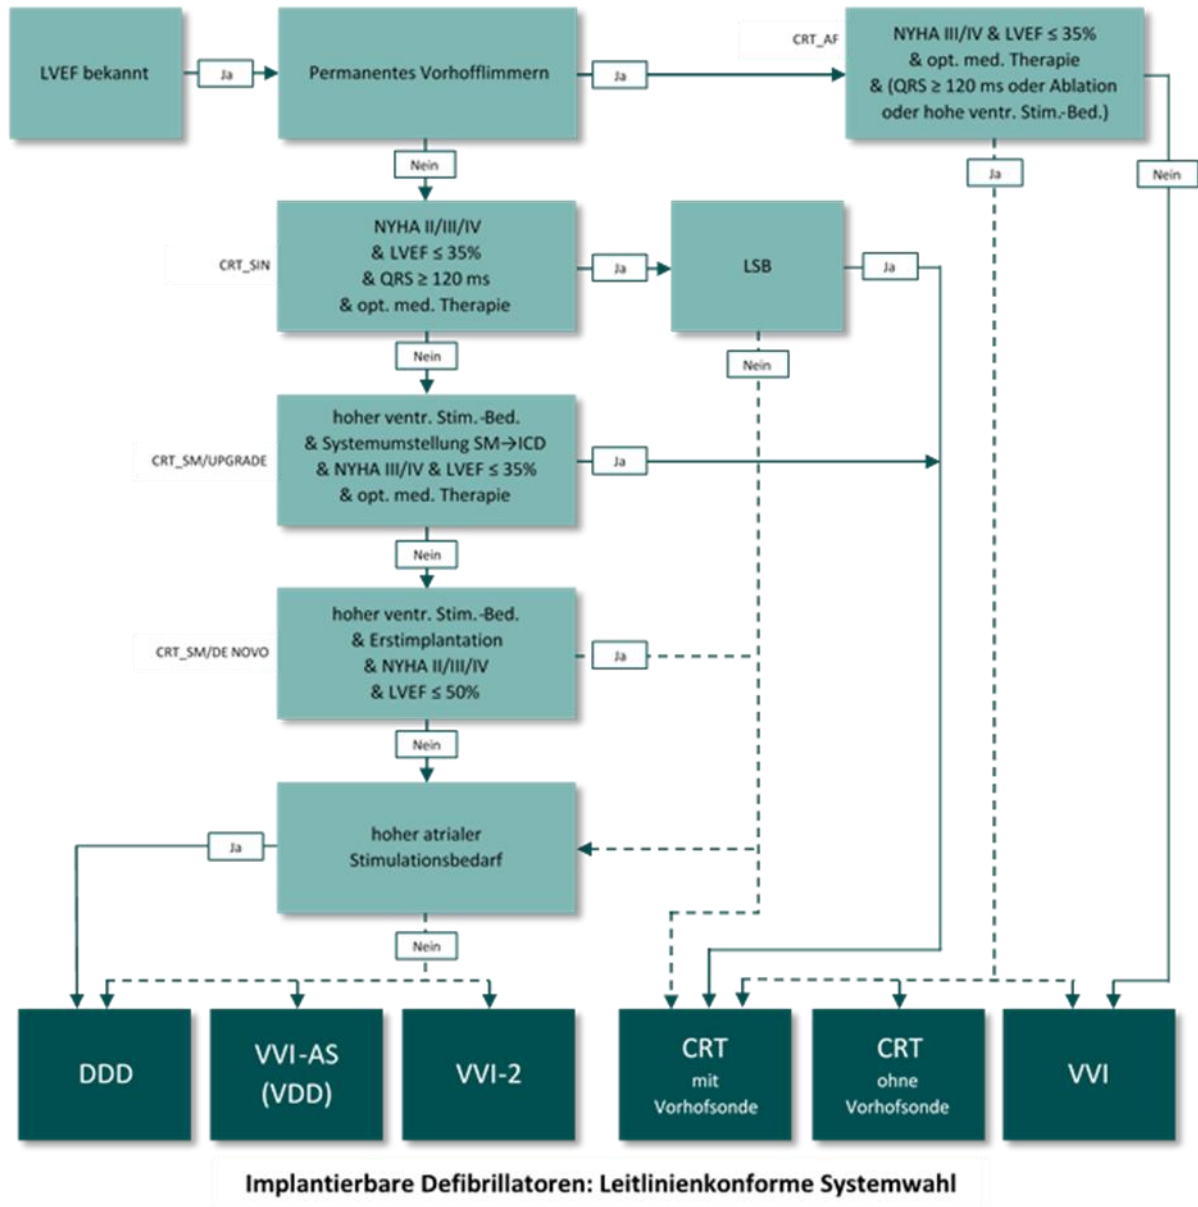 LVEF bekannt
Ja
Permanentes Vorhofflimmern
Ja
CRT_AF
NYHA III/IV & LVEF ≤ 35%
& opt. med. Therapie
& (QRS ≥ 120 ms oder Ablation
oder hohe ventr. Stim.-Bed.)
Nein
Ja
Nein
CRT_SIN
NYHA II/III/IV
& LVEF ≤ 35%
& QRS ≥ 120 ms
& opt. med. Therapie
Ja
LSB
Ja
Nein
Nein
CRT_SM/UPGRADE
hoher ventr. Stim.-Bed.
& Systemumstellung SM→ICD
& NYHA III/IV & LVEF ≤ 35%
& opt. med. Therapie
Ja
Nein
CRT_SM/DE NOVO
hoher ventr. Stim.-Bed.
& Erstimplantation
& NYHA II/III/IV
& LVEF ≤ 50%
Ja
Nein
Ja
hoher atrialer
Stimulationsbedarf
Nein
DDD
VVI-AS
(VDD)
VVI-2
CRT
mit
Vorhofsonde
CRT
ohne
Vorhofsonde
VVI
Implantierbare Defibrillatoren: Leitlinienkonforme Systemwahl